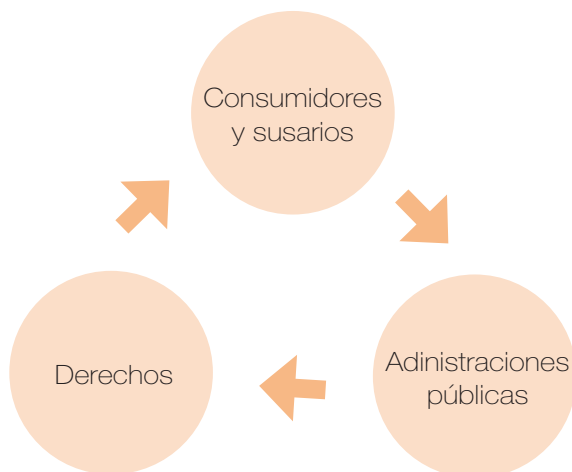 Consumidores
y susarios
Derechos
Adinistraciones
públicas